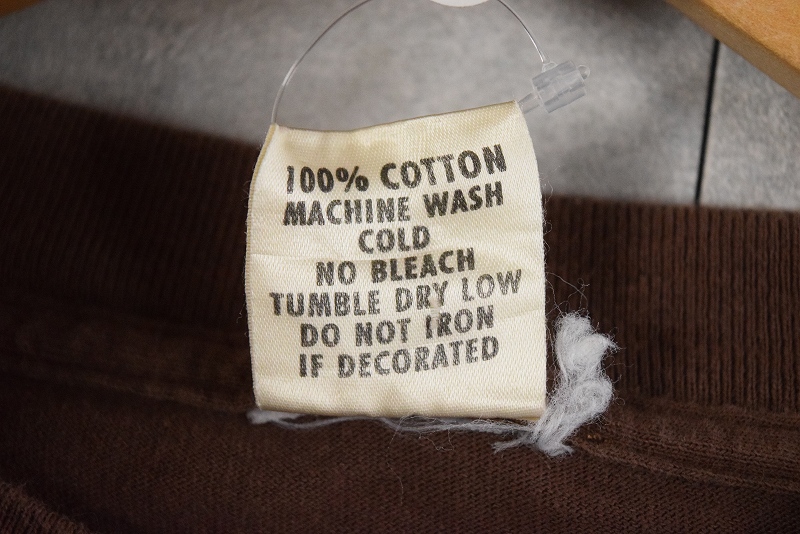 100% COTTON
MACHINE WASH
COLD
NO BLEACH
TUMBLE DRY LOW
DO NOT IRON
IF DECORATED